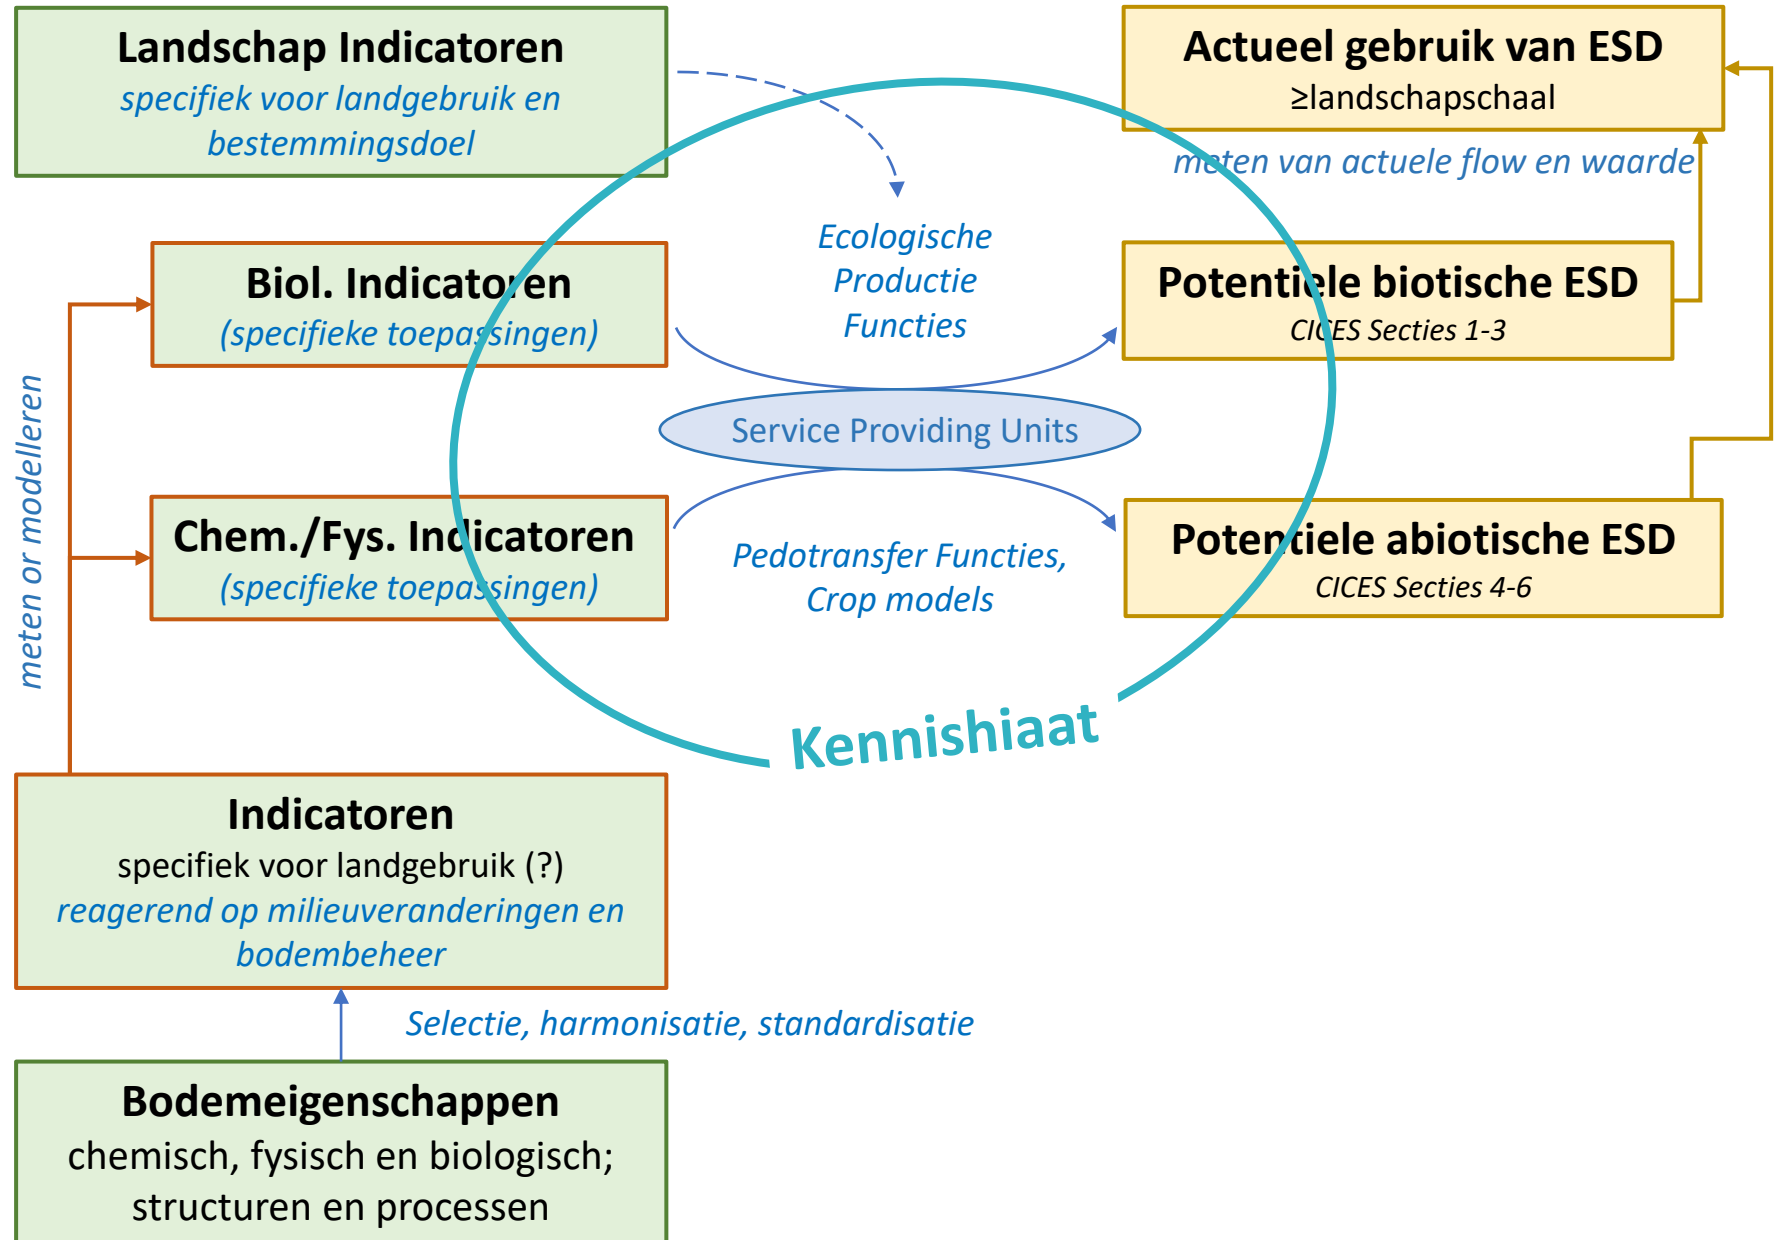 Landschap Indicatoren
specifiek voor landgebruik en
bestemmingsdoel
Actueel gebruik van ESD
≥landschapschaal
meten van actuele flow en waarde
Ecologische
Productie
Functies
Biol. Indicatoren
(specifieke toepassingen)
Potentiele biotische ESD
CICES Secties 1-3
Service Providing Units
meten or modelleren
Chem./Fys. Indicatoren
(specifieke toepassingen)
Pedotransfer Functies,
Crop models
Potentiele abiotische ESD
CICES Secties 4-6
Kennishiaat
Indicatoren
specifiek voor landgebruik (?)
reagerend op milieuveranderingen en
bodembeheer
Selectie, harmonisatie, standardisatie
Bodemeigenschappen
chemisch, fysisch en biologisch;
structuren en processen